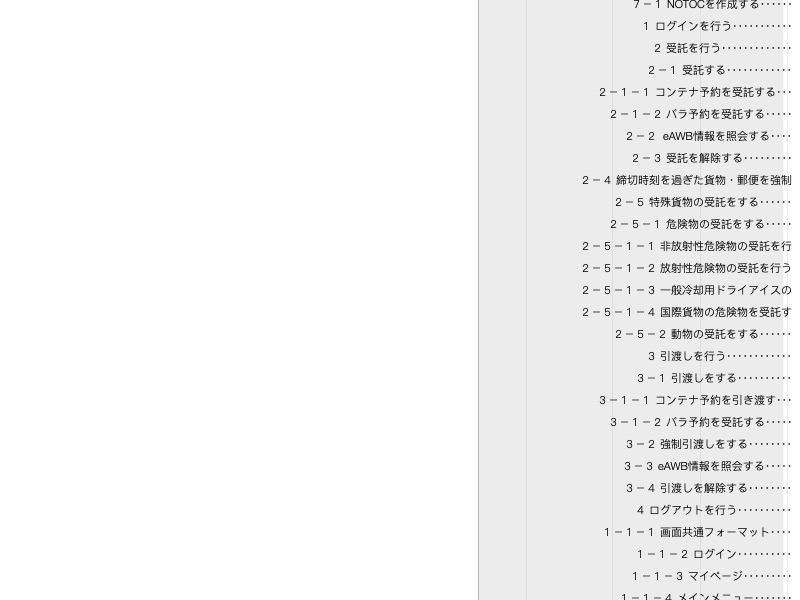 7－1 NOTOCを作成する･･････
1 ログインを行う････････････
2 受託を行う･･････････････
2－1 受託する･････････････
2－1－1 コンテナ予約を受託する･･･
2－1－2 バラ予約を受託する･････
2－2 eAWB情報を照会する････
2－3 受託を解除する･････････
2－4 締切時刻を過ぎた貨物・郵便を強制
2－5 特殊貨物の受託をする･･････
2－5－1 危険物の受託をする･････
2－5－1－1 非放射性危険物の受託を行
2－5－1－2 放射性危険物の受託を行う
2－5－1－3 一般冷却用ドライアイスの
2－5－1－4 国際貨物の危険物を受託す
2－5－2 動物の受託をする･･････
3 引渡しを行う･････････････
3－1 引渡しをする･･･････････
3－1－1 コンテナ予約を引き渡す･･･
3－1－2 バラ予約を受託する･････
3－2 強制引渡しをする････････
3－3 eAWB情報を照会する･････
3－4 引渡しを解除する････････
4 ログアウトを行う･･･････････
1－1－1 画面共通フォーマット････
1－1－2 ログイン･･････････
1－1－3 マイページ･････････
1－1－4 メインメニュー･･･････